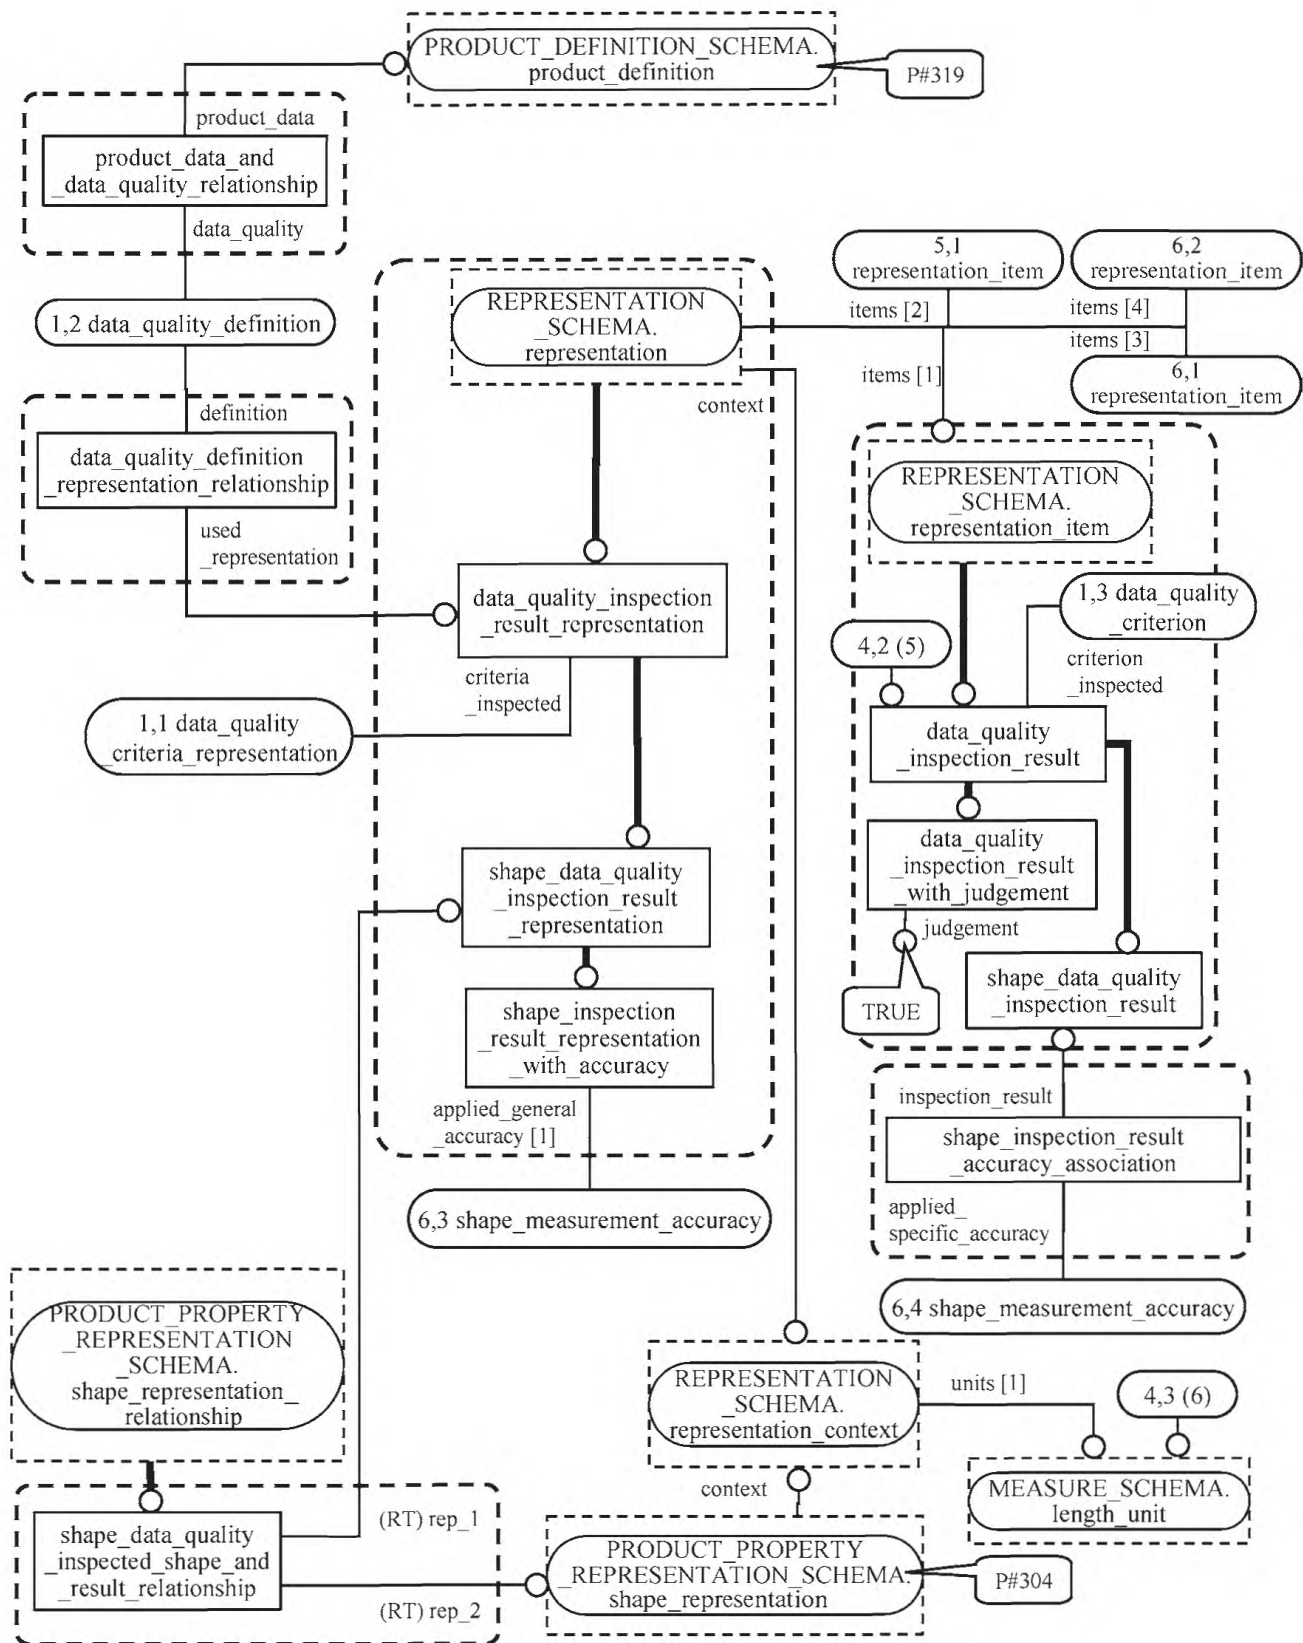 PRODUCT_DEFINITION_SCHEMA.
product_definition
P#319
product_data
product_data_and
_data_quality_relationship
data_quality
1,2 data_quality_definition
definition
data_quality_definition
_representation_relationship
used
_representation
REPRESENTATION
_SCHEMA.
representation
context
5,1
representation_item
6,2
representation_item
items [2]
items [4]
items [3]
items [1]
6,1
representation_item
REPRESENTATION
_SCHEMA.
representation_item
data_quality_inspection
_result_representation
criteria
_inspected
1,1 data_quality
_criteria_representation
1,3 data_quality
_criterion
4,2 (5)
criterion
_inspected
data_quality
_inspection_result
data_quality
_inspection_result
_with_judgement
judgement
TRUE
shape_data_quality
_inspection_result
shape_data_quality
_inspection_result
_representation
shape_inspection
_result_representation
_with_accuracy
applied_general
_accuracy [1]
6,3 shape_measurement_accuracy
inspection_result
shape_inspection_result
_accuracy_association
applied_
specific_accuracy
6,4 shape_measurement_accuracy
PRODUCT_PROPERTY
_REPRESENTATION
_SCHEMA.
shape_representation_
relationship
REPRESENTATION
_SCHEMA.
representation_context
units [1]
4,3 (6)
MEASURE_SCHEMA.
length_unit
context
shape_data_quality
_inspected_shape_and
_result_relationship
(RT) rep_1
(RT) rep_2
PRODUCT_PROPERTY
_REPRESENTATION_SCHEMA.
shape_representation
P#304